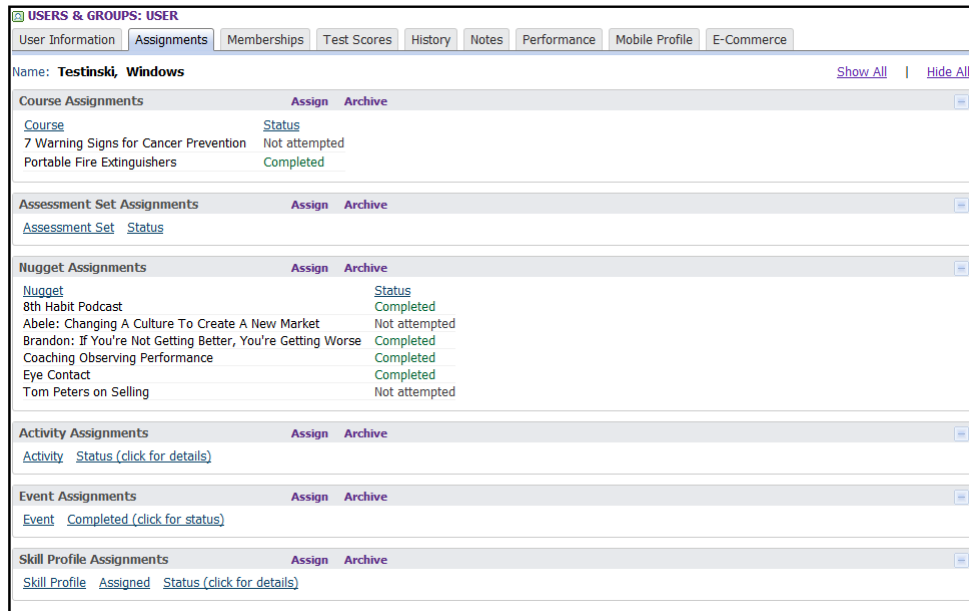 USERS & GROUPS: USER
User Information Assignments Memberships Test Scores History Notes Performance Mobile Profile E-Commerce
Name: Testinski, Windows Show All | Hide All
Course Assignments Assign Archive
Course Status
7 Warning Signs for Cancer Prevention Not attempted
Portable Fire Extinguishers Completed
Assessment Set Assignments Assign Archive
Assessment Set Status
Nugget Assignments Assign Archive
Nugget Status
8th Habit Podcast Completed
Abele: Changing A Culture To Create A New Market Not attempted
Brandon: If You're Not Getting Better, You're Getting Worse Completed
Coaching Observing Performance Completed
Eye Contact Completed
Tom Peters on Selling Not attempted
Activity Assignments Assign Archive
Activity Status (click for details)
Event Assignments Assign Archive
Event Completed (click for status)
Skill Profile Assignments Assign Archive
Skill Profile Assigned Status (click for details)